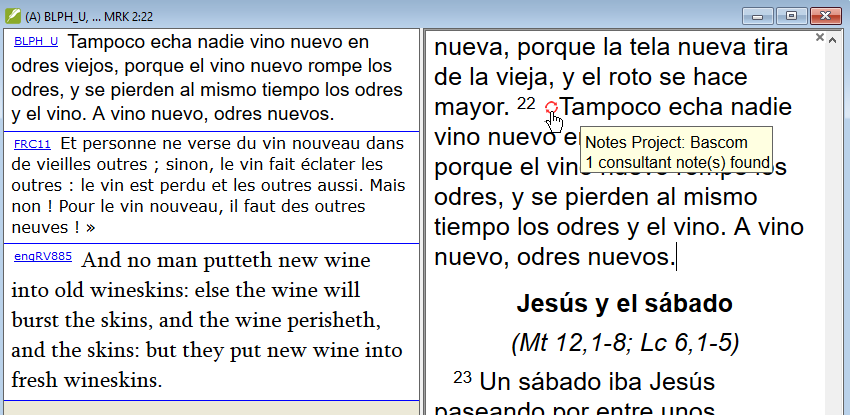 (A) BLPH_U, ... MRK 2:22
BLPH_U Tampoco echa nadie vino nuevo en
odres viejos, porque el vino nuevo rompe los
odres, y se pierden al mismo tiempo los odres
y el vino. A vino nuevo, odres nuevos.
FRC11 Et personne ne verse du vin nouveau dans
de vieilles outres ; sinon, le vin fait éclater les
outres : le vin est perdu et les outres aussi. Mais
non ! Pour le vin nouveau, il faut des outres
neuves ! »
engRV885 And no man putteth new wine
into old wineskins: else the wine will
burst the skins, and the wine perisheth,
and the skins: but they put new wine into
fresh wineskins.
nueva, porque la tela nueva tira
de la vieja, y el roto se hace
mayor. 22 Tampoco echa nadie
vino nuevo
Notes Project: Bascom
1 consultant note(s) found
porque el vino nuevo rompe los
odres, y se pierden al mismo
tiempo los odres y el vino. A vino
nuevo, odres nuevos.
Jesús y el sábado
(Mt 12,1-8; Lc 6,1-5)
23 Un sábado iba Jesús
paseando por entre unos